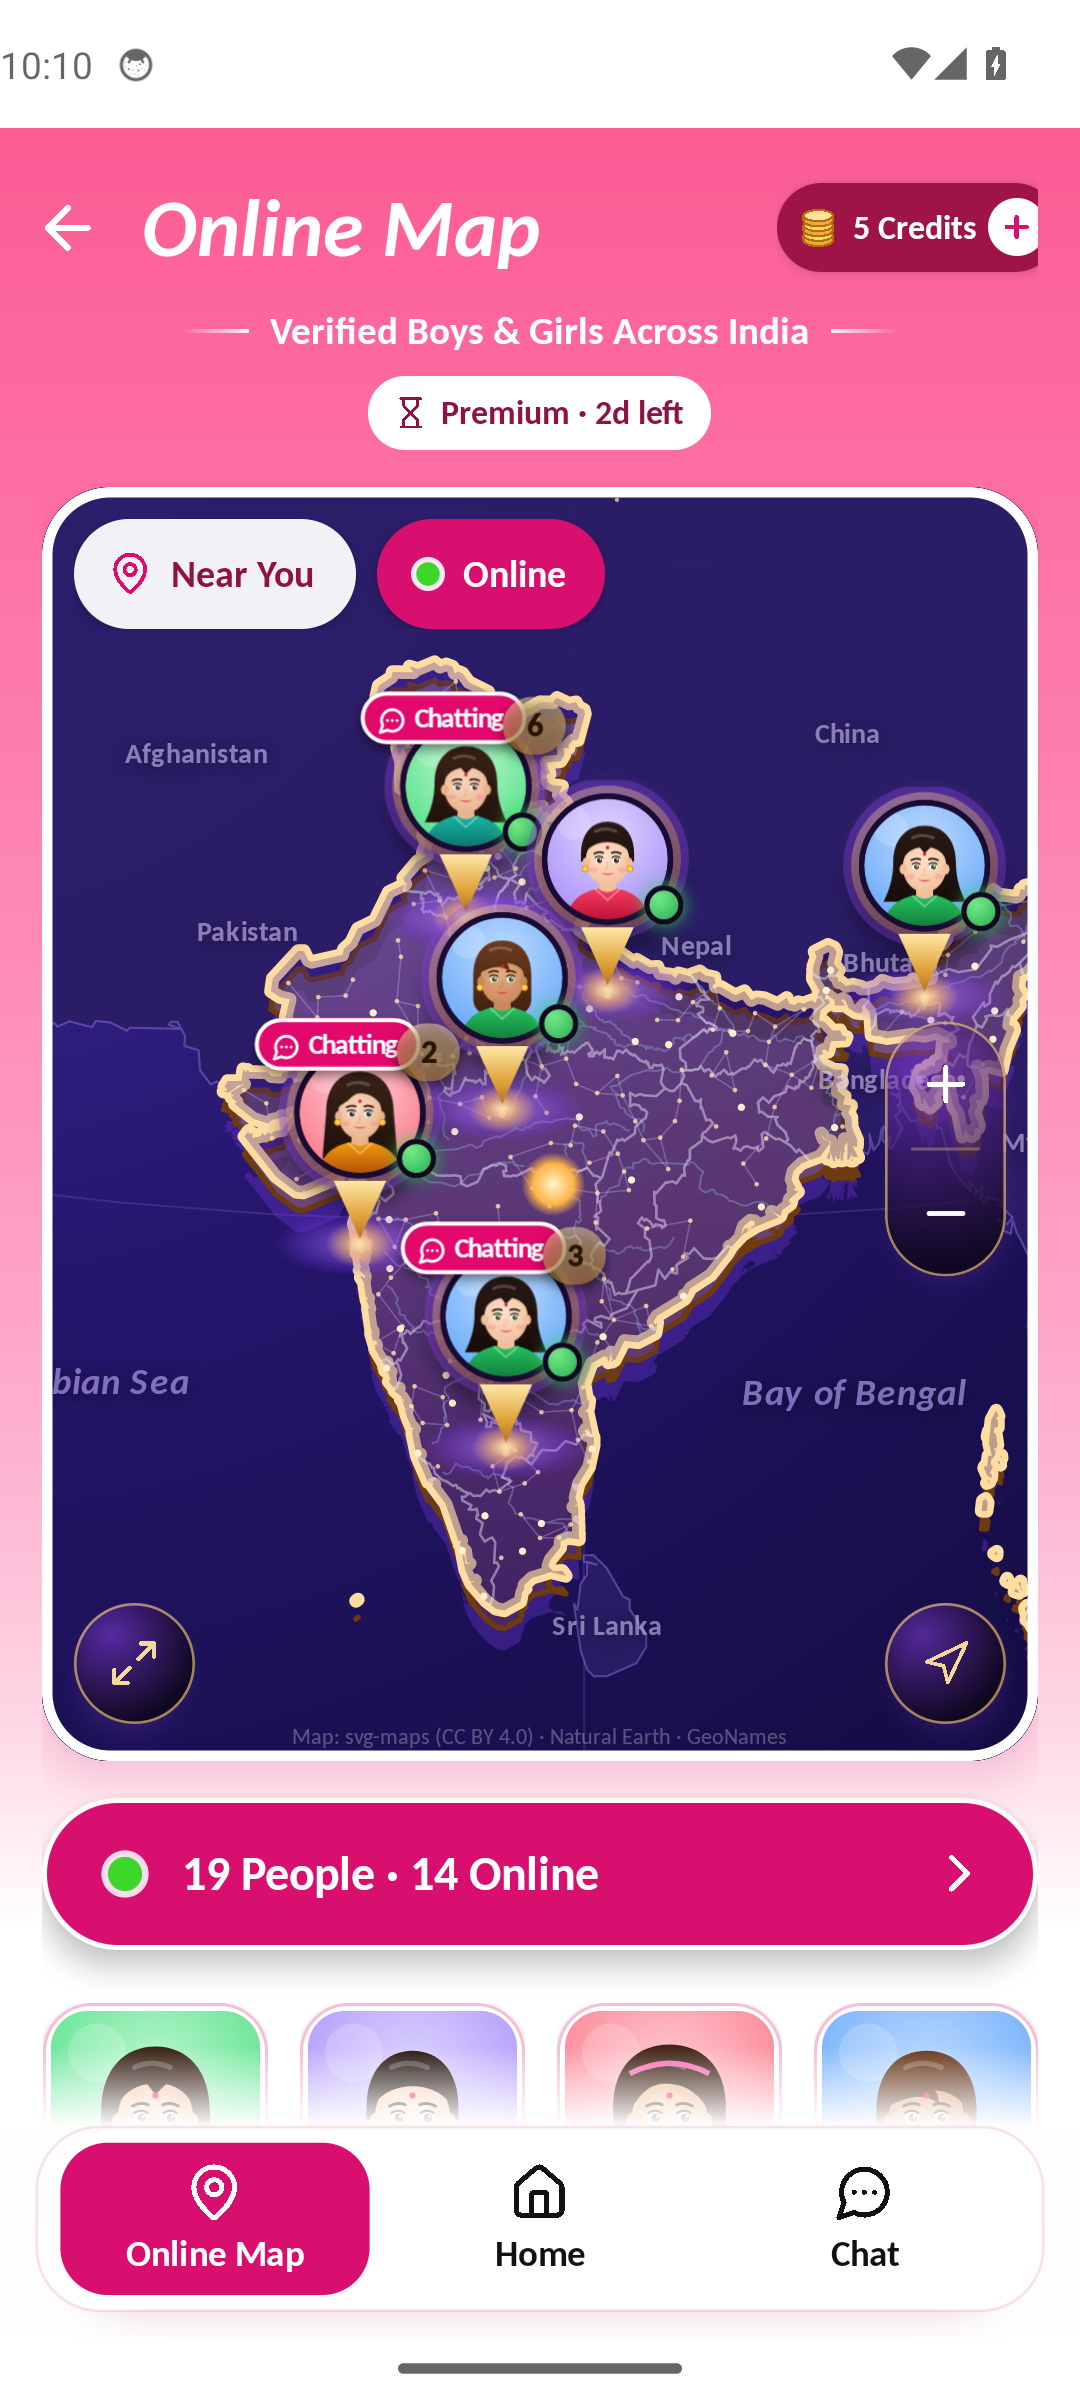 10:10
Online Map
5 Credits
Verified Boys & Girls Across India
Premium · 2d left
Near You
Online
Chatting
6
China
Afghanistan
Pakistan
Nepal
Bhuta
Chatting
2
Bangla
Chatting
3
bian Sea
Bay of Bengal
Sri Lanka
Map: svg-maps (CC BY 4.0) · Natural Earth · GeoNames
19 People · 14 Online
Online Map
Home
Chat